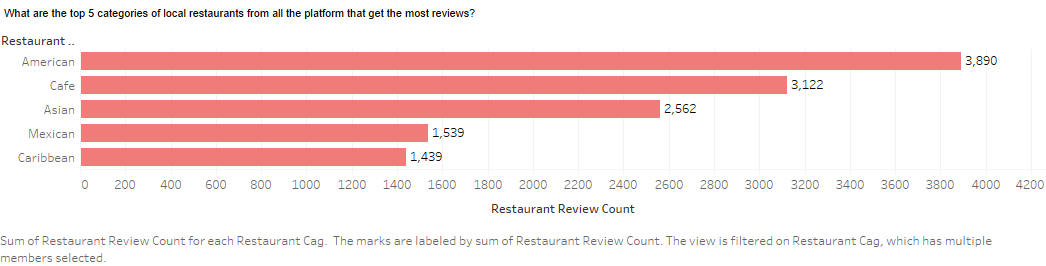 What are the top 5 categories of local restaurants from all the platform that get the most reviews?
Restaurant ..
American 3,890
Cafe 3,122
Asian 2,562
Mexican 1,539
Caribbean 1,439
0 200 400 600 800 1000 1200 1400 1600 1800 2000 2200 2400 2600 2800 3000 3200 3400 3600 3800 4000 4200
Restaurant Review Count
Sum of Restaurant Review Count for each Restaurant Cag. The marks are labeled by sum of Restaurant Review Count. The view is filtered on Restaurant Cag, which has multiple
members selected.